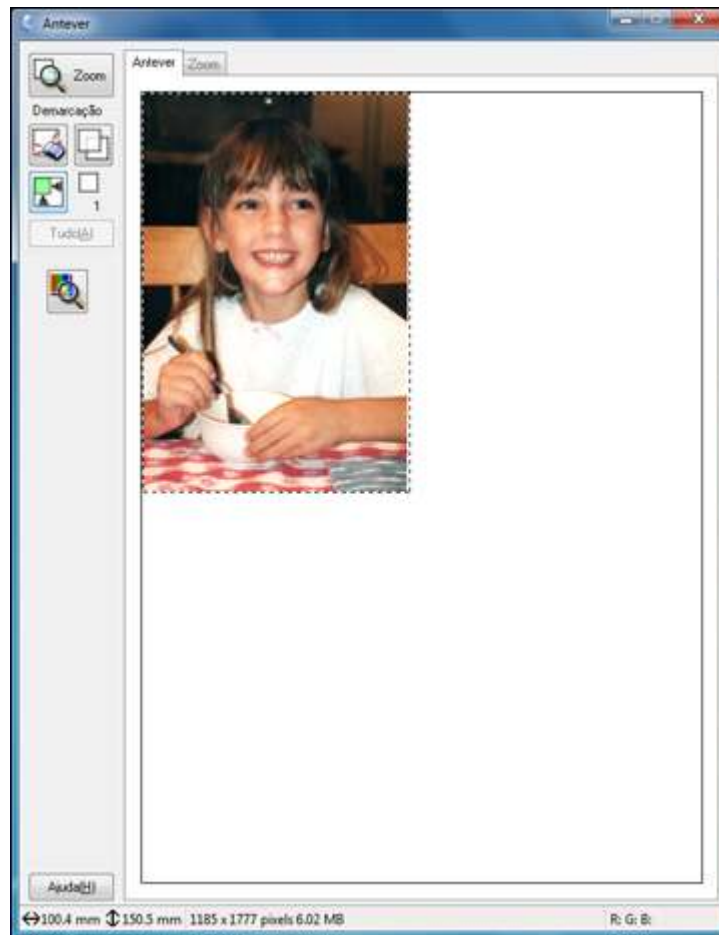 Antever
Zoom
Antever Zoom
Demarcação
1
Tudo(A)
Ajuda(H)
100.4 mm 150.5 mm 1185 x 1777 pixels 6.02 MB R: G: B: